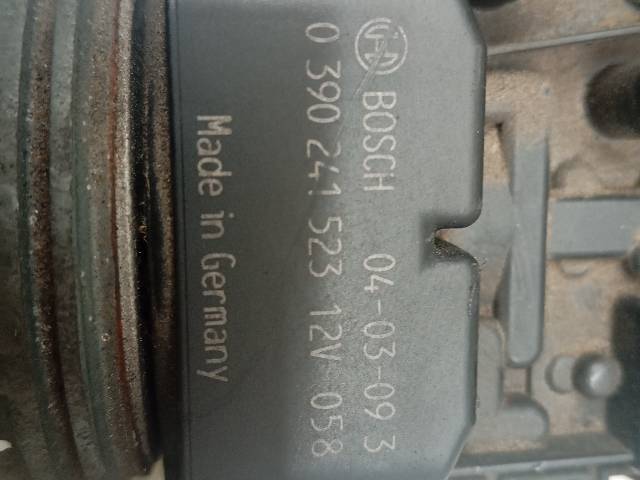 BOSCH 04-03-09 3
0 390 241 523 12V 058
Made in Germany